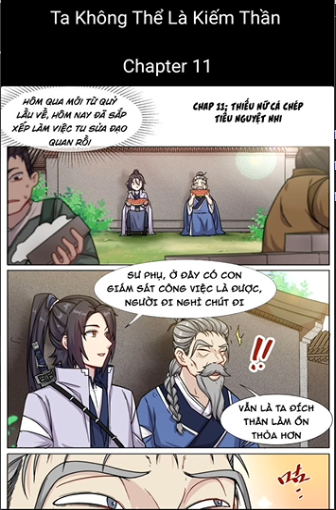 Ta Không Thể Là Kiếm Thần
Chapter 11
HÔM QUA MỚI TỪ QUỲ
LẦU VỀ, HÔM NAY ĐÃ SẮP
XẾP LÀM VIỆC TU SỬA ĐẠO
QUAN RỒI
CHAP 11: THIẾU NỮ CÁ CHÉP
TIỂU NGUYỆT NHI
SƯ PHỤ, Ở ĐÂY CÓ CON
GIÁM SÁT CÔNG VIỆC LÀ ĐƯỢC,
NGƯỜI ĐI NGHỈ CHÚT ĐI
!!
VẪN LÀ TA ĐÍCH
THÂN LÀM ỔN
THỎA HƠN